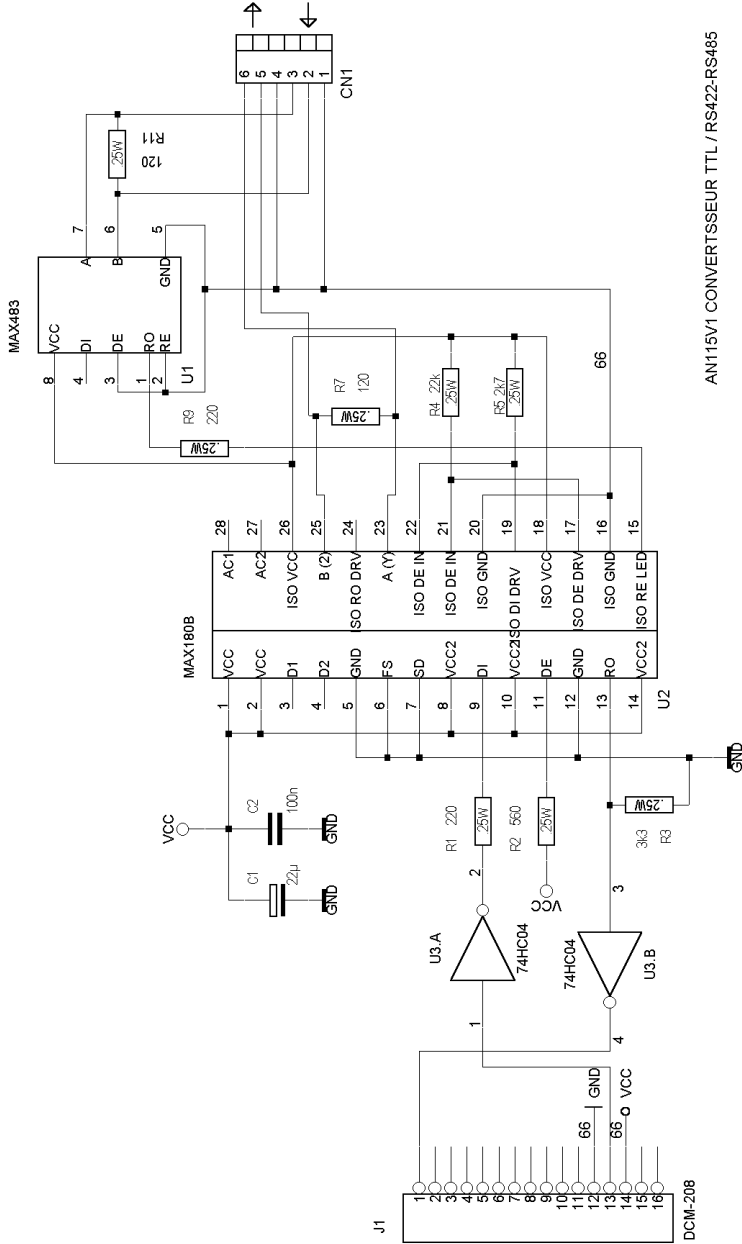 AN115V1 CONVERTSSEUR TTL / RS422-RS485
J1
DCM-208
1
2
3
4
5
6
7
8
9
10
11
12
13
14
15
16
66
GND
66
VCC
1
U3.A
74HC04
2
74HC04
U3.B
4
3
VCC
C1
22µ
GND
C2
100n
GND
R1
220
.25W
R2
560
.25W
VCC
3k3
R3
.25W
GND
MAX180B
U2
1
VCC
2
VCC
3
D1
4
D2
5
GND
6
FS
7
SD
8
VCC2
9
DI
10
VCC2
11
DE
12
GND
13
RO
14
VCC2
AC1
28
AC2
27
ISO VCC
26
B (2)
25
ISO RO DRV
24
A (Y)
23
ISO DE IN
22
ISO DE IN
21
ISO GND
20
ISO DI DRV
19
ISO VCC
18
ISO DE DRV
17
ISO GND
16
ISO RE LED
15
R9
220
.25W
R7
120
.25W
R4
22k
.25W
R5
2k7
.25W
66
MAX483
U1
8
VCC
4
DI
3
DE
1
RO
2
RE
A
7
B
6
GND
5
R11
120
.25W
6
5
4
3
2
1
CN1